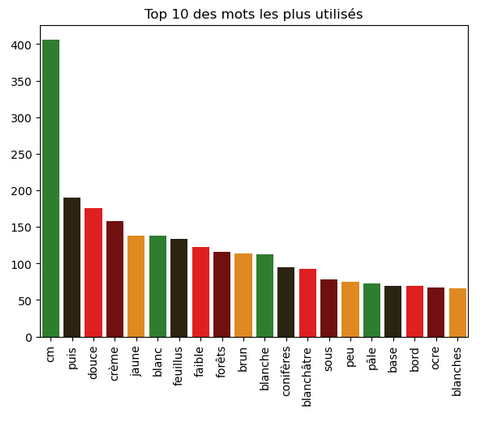 Top 10 des mots les plus utilisés
400
350
300
250
200
150
100
50
0
cm
puis
douce
crème
jaune
blanc
feuillus
faible
forêts
brun
blanche
conifères
blanchâtre
sous
peu
pâle
base
bord
ocre
blanches